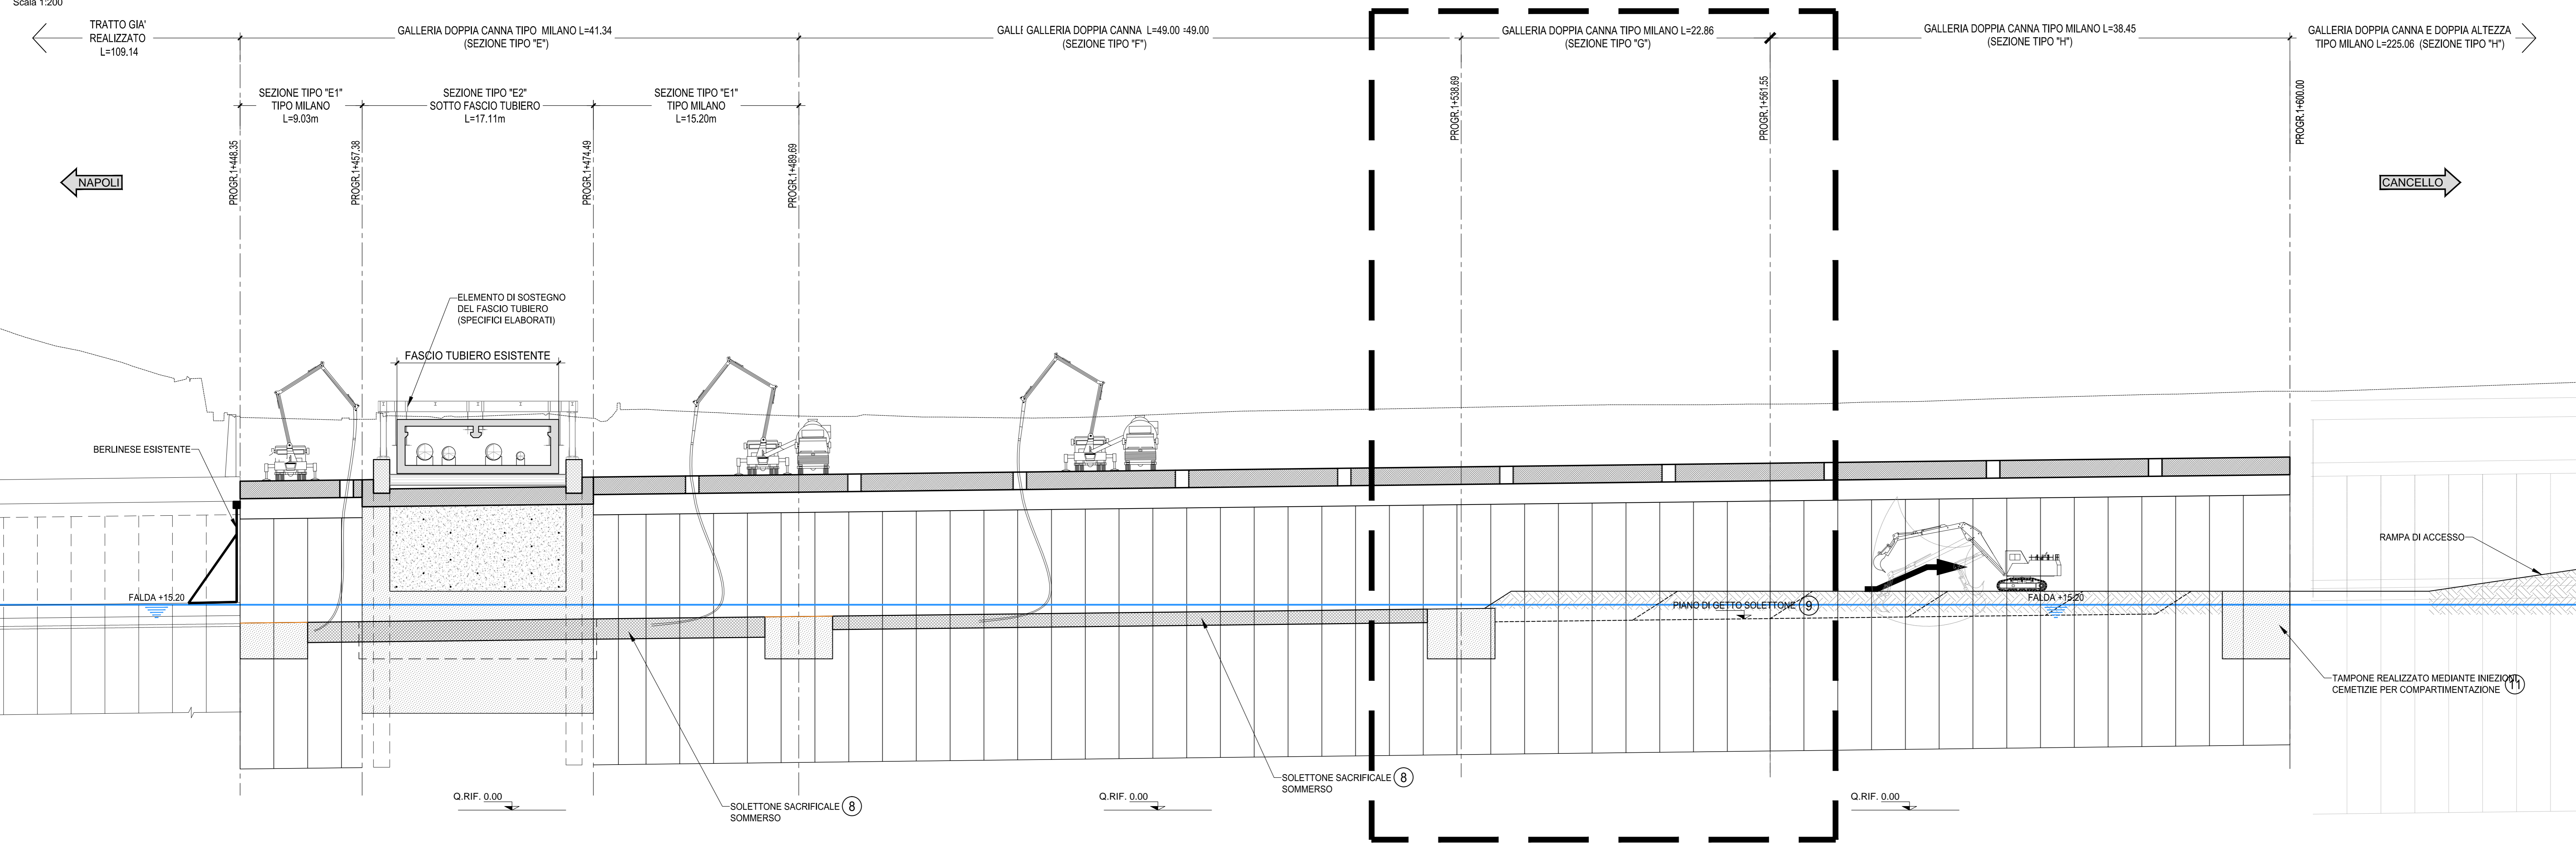 Scala 1:200
TRATTO GIA'
REALIZZATO
L=109.14
GALLERIA DOPPIA CANNA TIPO MILANO L=41.34
(SEZIONE TIPO "E")
GALLERIA DOPPIA CANNA L=49.00 =49.00
(SEZIONE TIPO "F")
GALLERIA DOPPIA CANNA TIPO MILANO L=22.86
(SEZIONE TIPO "G")
GALLERIA DOPPIA CANNA TIPO MILANO L=38.45
(SEZIONE TIPO "H")
GALLERIA DOPPIA CANNA E DOPPIA ALTEZZA
TIPO MILANO L=225.06 (SEZIONE TIPO "H")
SEZIONE TIPO "E1"
TIPO MILANO
L=9.03m
SEZIONE TIPO "E2"
SOTTO FASCIO TUBIERO
L=17.11m
SEZIONE TIPO "E1"
TIPO MILANO
L=15.20m
PROGR.1+448.35
PROGR.1+457.38
PROGR.1+474.49
PROGR.1+489.69
PROGR.1+538.69
PROGR.1+561.55
PROGR.1+600.00
NAPOLI
CANCELLO
ELEMENTO DI SOSTEGNO
DEL FASCIO TUBIERO
(SPECIFICI ELABORATI)
FASCIO TUBIERO ESISTENTE
BERLINESE ESISTENTE
RAMPA DI ACCESSO
FALDA +15.20
PIANO DI GETTO SOLETTONE 9
FALDA +15.20
TAMPONE REALIZZATO MEDIANTE INIEZIONI
CEMETIZIE PER COMPARTIMENTAZIONE 11
SOLETTONE SACRIFICALE 8
SOMMERSO
SOLETTONE SACRIFICALE 8
SOMMERSO
Q.RIF. 0.00
Q.RIF. 0.00
Q.RIF. 0.00